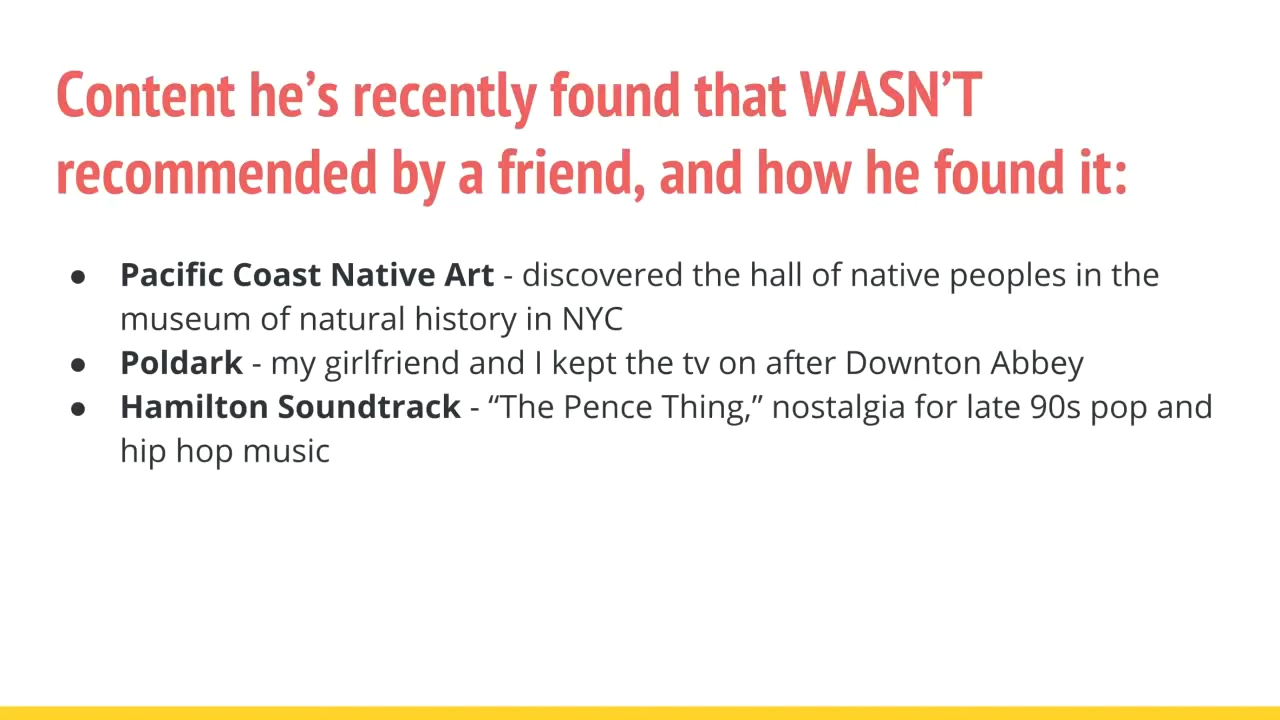 Content he’s recently found that WASN’T
recommended by a friend, and how he found it:
● Pacific Coast Native Art - discovered the hall of native peoples in the
museum of natural history in NYC
● Poldark - my girlfriend and I kept the tv on after Downton Abbey
● Hamilton Soundtrack - “The Pence Thing,” nostalgia for late 90s pop and
hip hop music